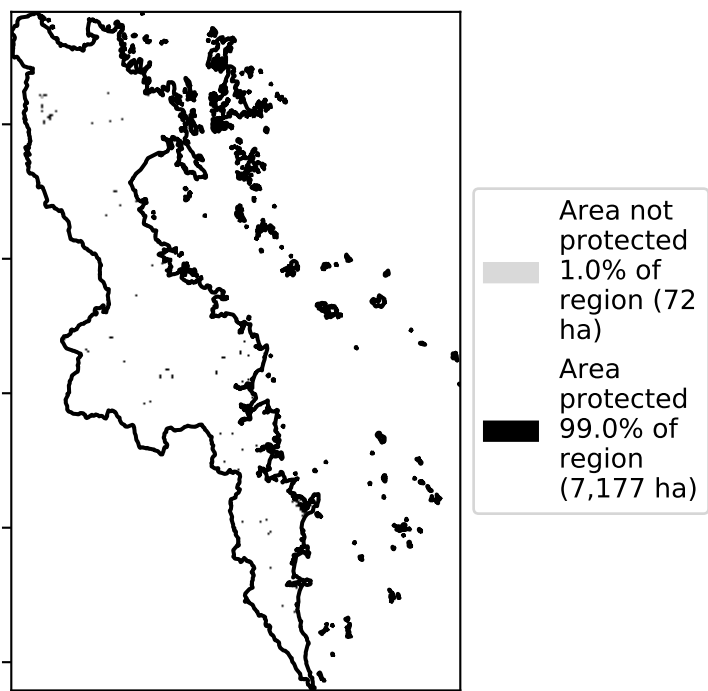 Area not
protected
1.0% of
region (72
ha)
Area
protected
99.0% of
region
(7,177 ha)